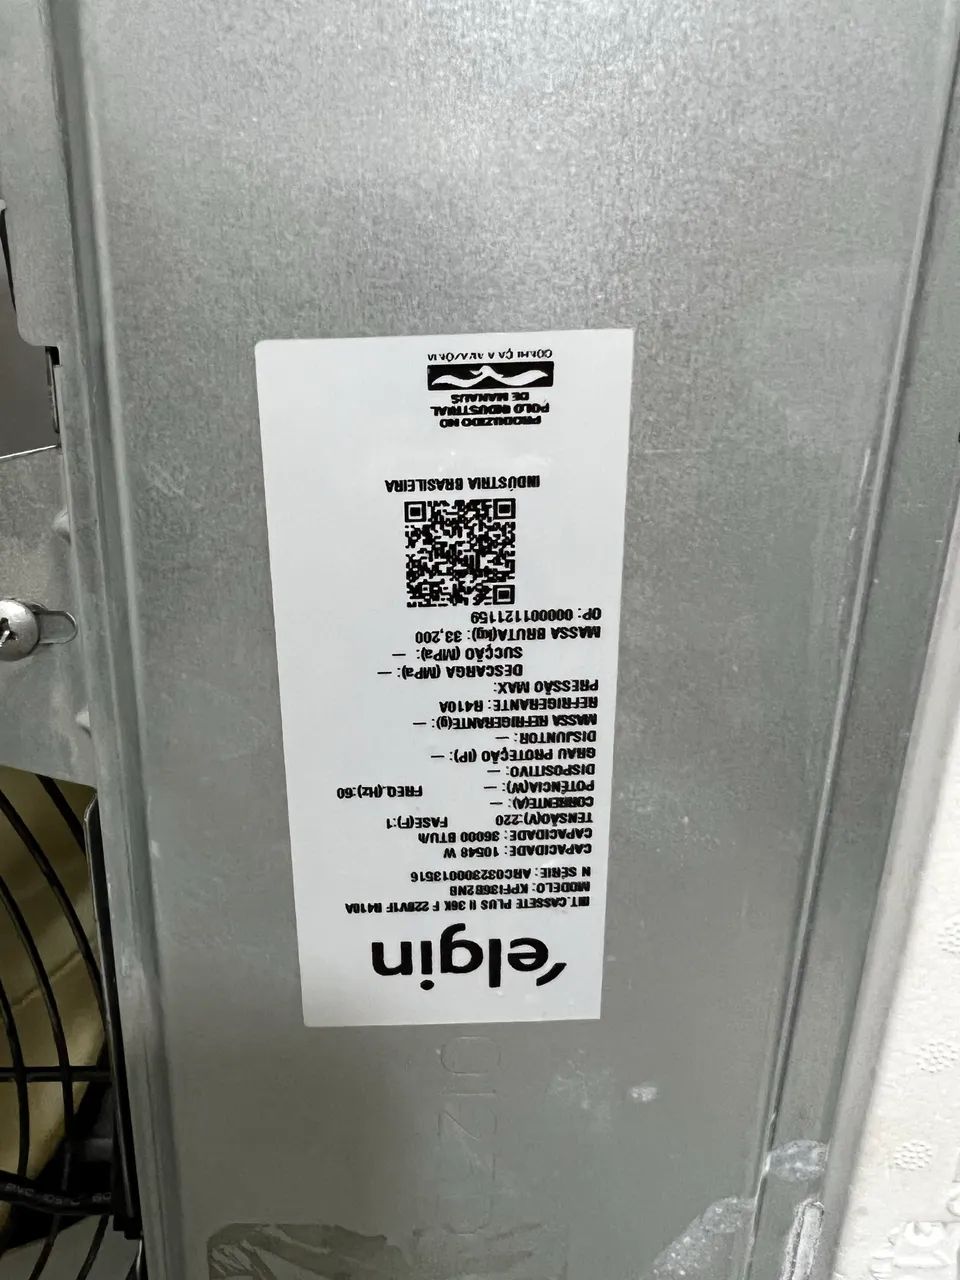 elgin
INT.CASSETE PLUS II 36K F 22BV1F R410A
MODELO: KPFI36B2NB
N SÉRIE: ARC032300013516
CAPACIDADE: 10548 W
CAPACIDADE: 36000 BTU/h
TENSÃO(V):220 FASE(F):1
CORRENTE(A): —
POTÊNCIA(W): — FREQ.(Hz):60
DISPOSITIVO: —
GRAU PROTEÇÃO (IP): —
DISJUNTOR: —
MASSA REFRIGERANTE(g): —
REFRIGERANTE: R410A
PRESSÃO MAX:
DESCARGA (MPa): —
SUCÇÃO (MPa): —
MASSA BRUTA(kg): 33,200
OP: 000001121159
INDÚSTRIA BRASILEIRA
PRODUZIDO NO
POLO INDUSTRIAL
DE MANAUS
CONHEÇA A AMAZÔNIA